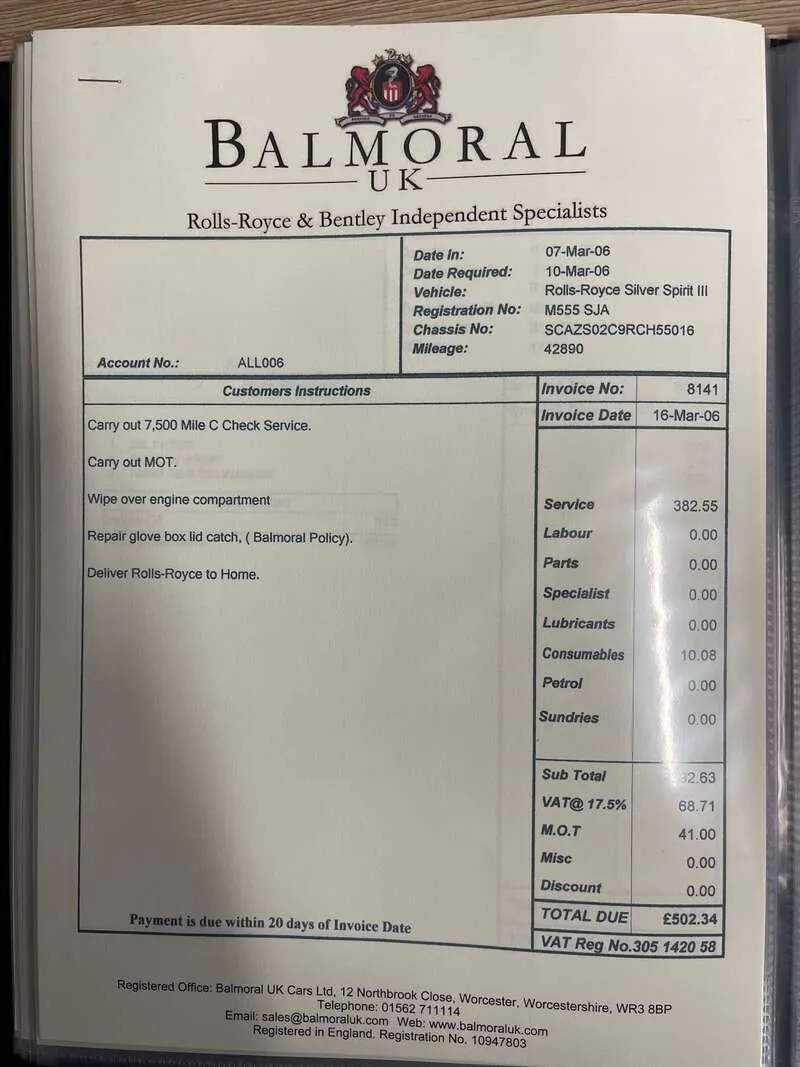 BALMORAL
UK
Rolls-Royce & Bentley Independent Specialists
Date In: 07-Mar-06
Date Required: 10-Mar-06
Vehicle: Rolls-Royce Silver Spirit III
Registration No: M555 SJA
Chassis No: SCAZS02C9RCH55016
Mileage: 42890
Account No.: ALL006
Customers Instructions
Invoice No: 8141
Invoice Date 16-Mar-06
Carry out 7,500 Mile C Check Service.
Carry out MOT.
Wipe over engine compartment
Repair glove box lid catch, ( Balmoral Policy).
Deliver Rolls-Royce to Home.
Service 382.55
Labour 0.00
Parts 0.00
Specialist 0.00
Lubricants 0.00
Consumables 10.08
Petrol 0.00
Sundries 0.00
Sub Total 92.63
VAT@ 17.5% 68.71
M.O.T 41.00
Misc 0.00
Discount 0.00
TOTAL DUE £502.34
Payment is due within 20 days of Invoice Date
VAT Reg No.305 1420 58
Registered Office: Balmoral UK Cars Ltd, 12 Northbrook Close, Worcester, Worcestershire, WR3 8BP
Telephone: 01562 711114
Email: sales@balmoraluk.com Web: www.balmoraluk.com
Registered in England. Registration No. 10947803